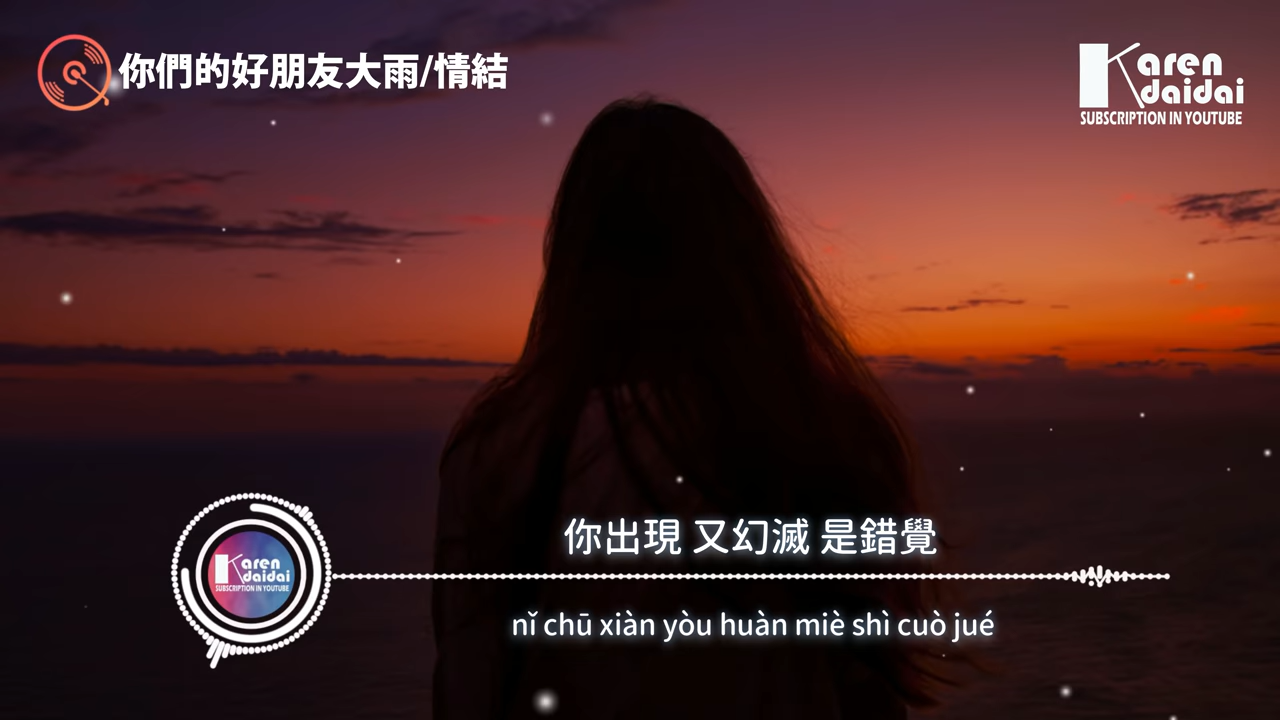 你們的好朋友大雨/情結
Karen
daidai
SUBSCRIPTION IN YOUTUBE
你出現 又幻滅 是錯覺
Karen
daidai
SUBSCRIPTION IN YOUTUBE
nǐ chū xiàn yòu huàn miè shì cuò jué